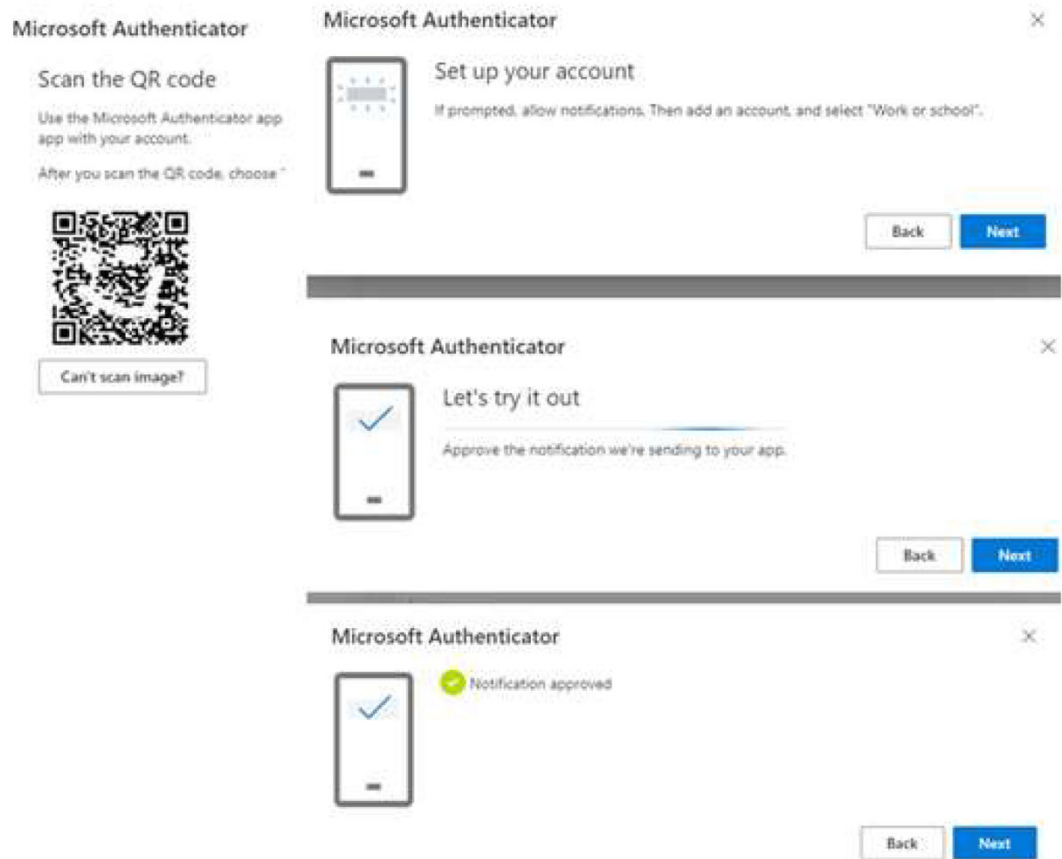 Microsoft Authenticator
Scan the QR code
Use the Microsoft Authenticator app
app with your account.
After you scan the QR code, choose "
Can't scan image?
Microsoft Authenticator
Set up your account
If prompted, allow notifications. Then add an account, and select "Work or school".
Back
Next
Microsoft Authenticator
Let's try it out
Approve the notification we're sending to your app.
Back
Next
Microsoft Authenticator
Notification approved
Back
Next